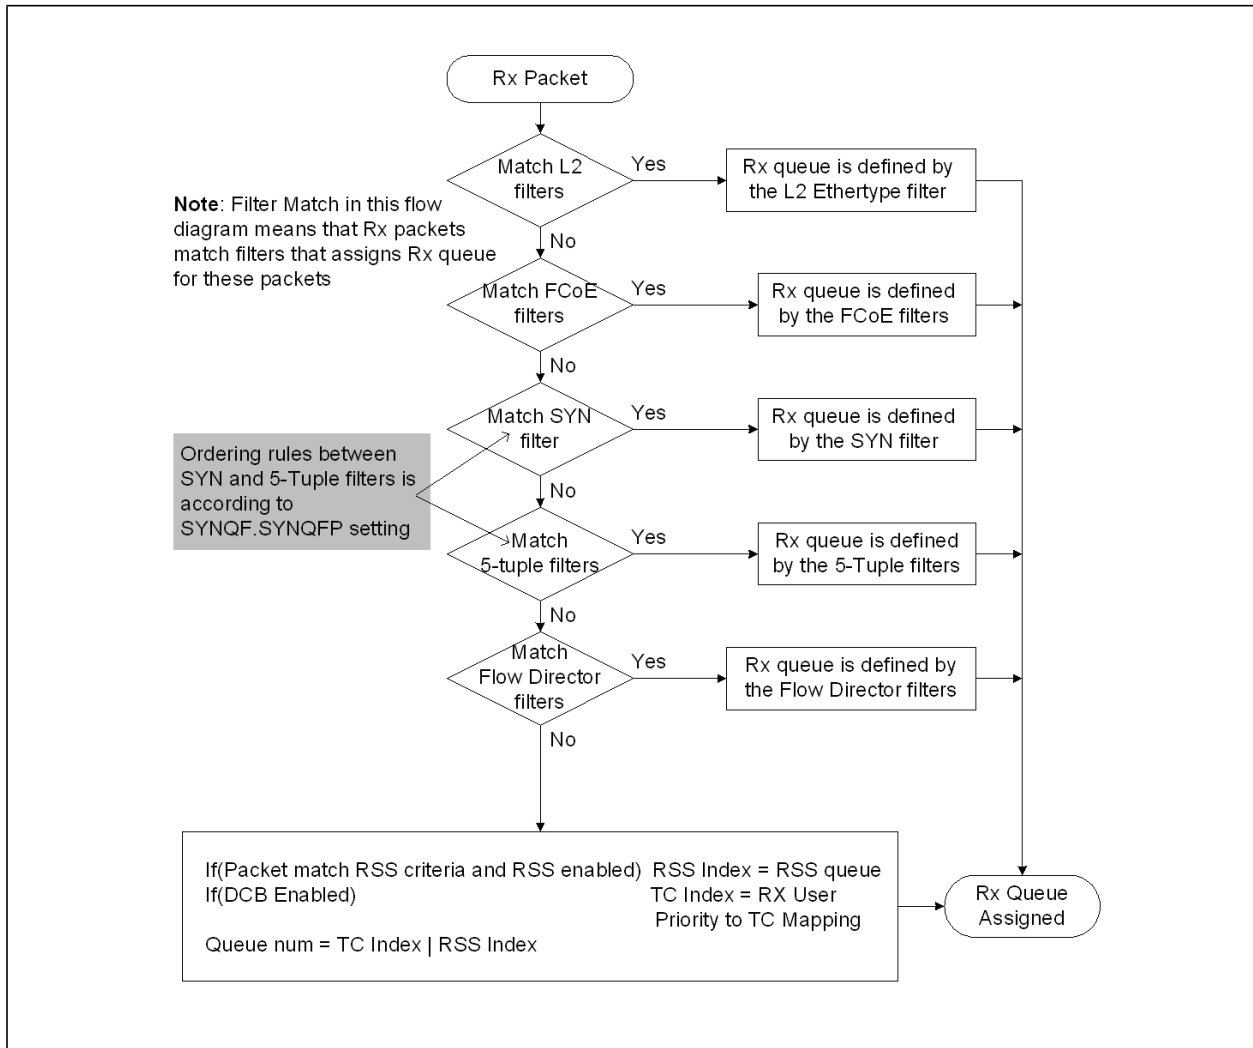 Rx Packet
Match L2
filters
Yes
Rx queue is defined by
the L2 Ethertype filter
Note: Filter Match in this flow
diagram means that Rx packets
match filters that assigns Rx queue
for these packets
No
Match FCoE
filters
Yes
Rx queue is defined
by the FCoE filters
No
Match SYN
filter
Yes
Rx queue is defined
by the SYN filter
Ordering rules between
SYN and 5-Tuple filters is
according to
SYNQF.SYNQFP setting
No
Match
5-tuple filters
Yes
Rx queue is defined
by the 5-Tuple filters
No
Match
Flow Director
filters
Yes
Rx queue is defined by
the Flow Director filters
No
If(Packet match RSS criteria and RSS enabled) RSS Index = RSS queue
If(DCB Enabled) TC Index = RX User
Priority to TC Mapping
Queue num = TC Index | RSS Index
Rx Queue
Assigned